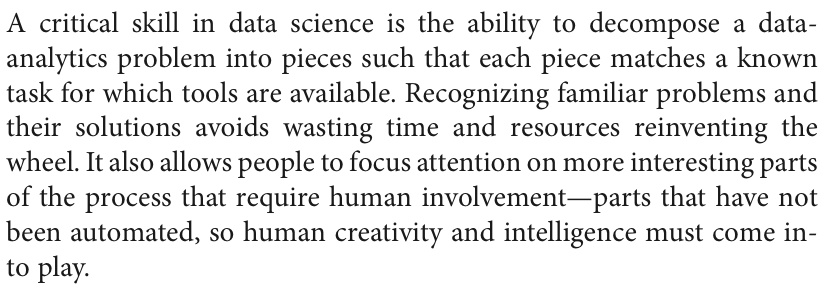 A critical skill in data science is the ability to decompose a data-
analytics problem into pieces such that each piece matches a known
task for which tools are available. Recognizing familiar problems and
their solutions avoids wasting time and resources reinventing the
wheel. It also allows people to focus attention on more interesting parts
of the process that require human involvement—parts that have not
been automated, so human creativity and intelligence must come in-
to play.